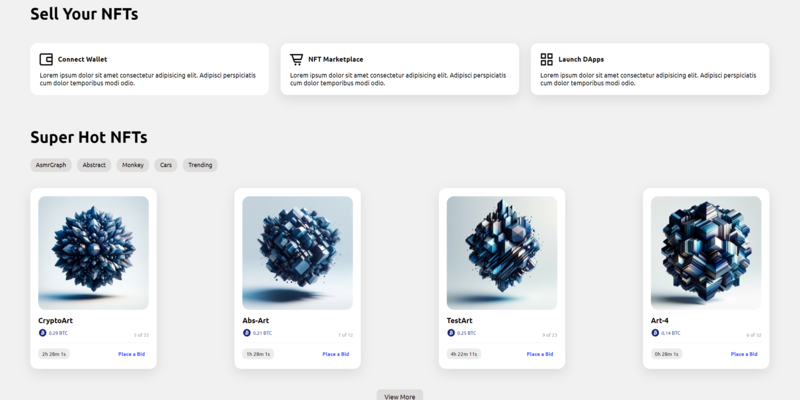 Sell Your NFTs
Connect Wallet
Lorem ipsum dolor sit amet consectetur adipisicing elit. Adipisci perspiciatis
cum dolor temporibus modi odio.
NFT Marketplace
Lorem ipsum dolor sit amet consectetur adipisicing elit. Adipisci perspiciatis
cum dolor temporibus modi odio.
Launch DApps
Lorem ipsum dolor sit amet consectetur adipisicing elit. Adipisci perspiciatis
cum dolor temporibus modi odio.
Super Hot NFTs
AsmrGraph Abstract Monkey Cars Trending
CryptoArt
0.29 BTC
5 of 33
2h 28m 1s Place a Bid
Abs-Art
0.21 BTC
7 of 12
1h 28m 1s Place a Bid
TestArt
0.25 BTC
9 of 23
4h 22m 11s Place a Bid
Art-4
0.14 BTC
6 of 32
0h 28m 1s Place a Bid
View More